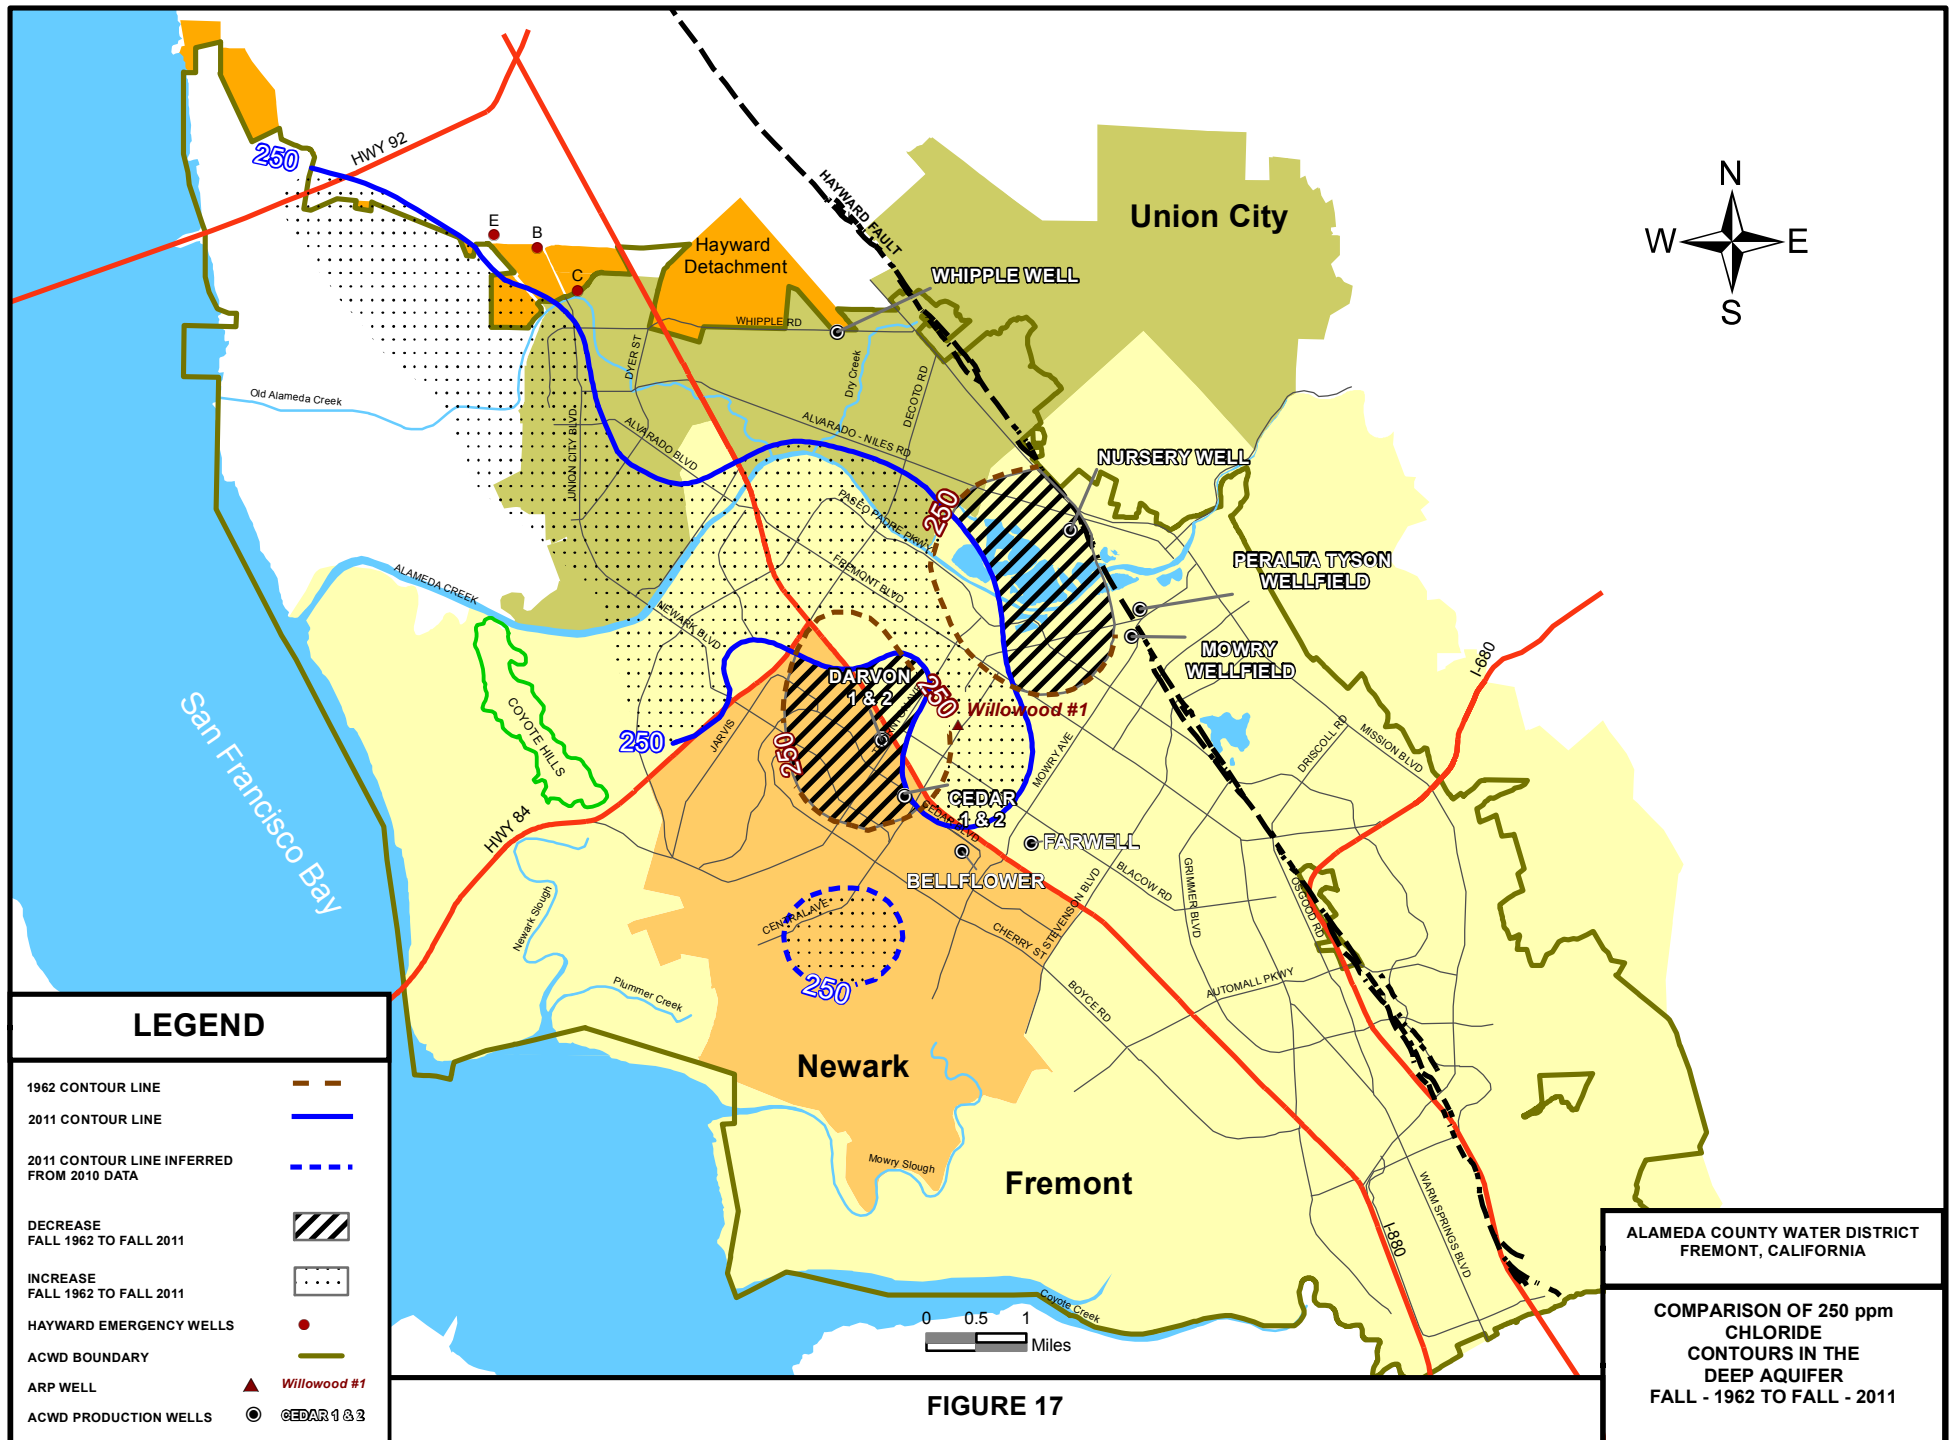 HWY 92
250
E
B
C
Hayward
Detachment
HAYWARD FAULT
Union City
N
W
E
S
WHIPPLE WELL
WHIPPLE RD
DYER ST
Dry Creek
DECOTO RD
Old Alameda Creek
UNION CITY BLVD
ALVARADO BLVD
ALVARADO - NILES RD
NURSERY WELL
250
PASEO PADRE PKWY
PERALTA TYSON
WELLFIELD
ALAMEDA CREEK
FREMONT BLVD
NEWARK BLVD
MOWRY
WELLFIELD
I-680
DARVON
1 & 2
250
Willowood #1
THORNTON AVE
San Francisco Bay
COYOTE HILLS
250
JARVIS
250
MOWRY AVE
DRISCOLL RD
MISSION BLVD
CEDAR
1 & 2
CEDAR BLVD
HWY 84
FARWELL
BELLFLOWER
BLACOW RD
GRIMMER BLVD
OSGOOD RD
STEVENSON BLVD
CENTRAL AVE
CHERRY ST
Newark Slough
250
AUTOMALL PKWY
BOYCE RD
Plummer Creek
Newark
Mowry Slough
Fremont
WARM SPRINGS BLVD
I-880
Coyote Creek
0 0.5 1
Miles
LEGEND
1962 CONTOUR LINE
2011 CONTOUR LINE
2011 CONTOUR LINE INFERRED
FROM 2010 DATA
DECREASE
FALL 1962 TO FALL 2011
INCREASE
FALL 1962 TO FALL 2011
HAYWARD EMERGENCY WELLS
ACWD BOUNDARY
ARP WELL Willowood #1
ACWD PRODUCTION WELLS CEDAR 1 & 2
FIGURE 17
ALAMEDA COUNTY WATER DISTRICT
FREMONT, CALIFORNIA
COMPARISON OF 250 ppm
CHLORIDE
CONTOURS IN THE
DEEP AQUIFER
FALL - 1962 TO FALL - 2011